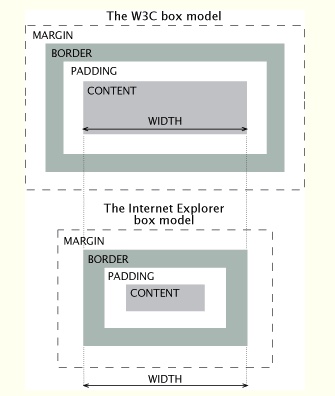 The W3C box model
MARGIN
BORDER
PADDING
CONTENT
WIDTH
The Internet Explorer
box model
MARGIN
BORDER
PADDING
CONTENT
WIDTH